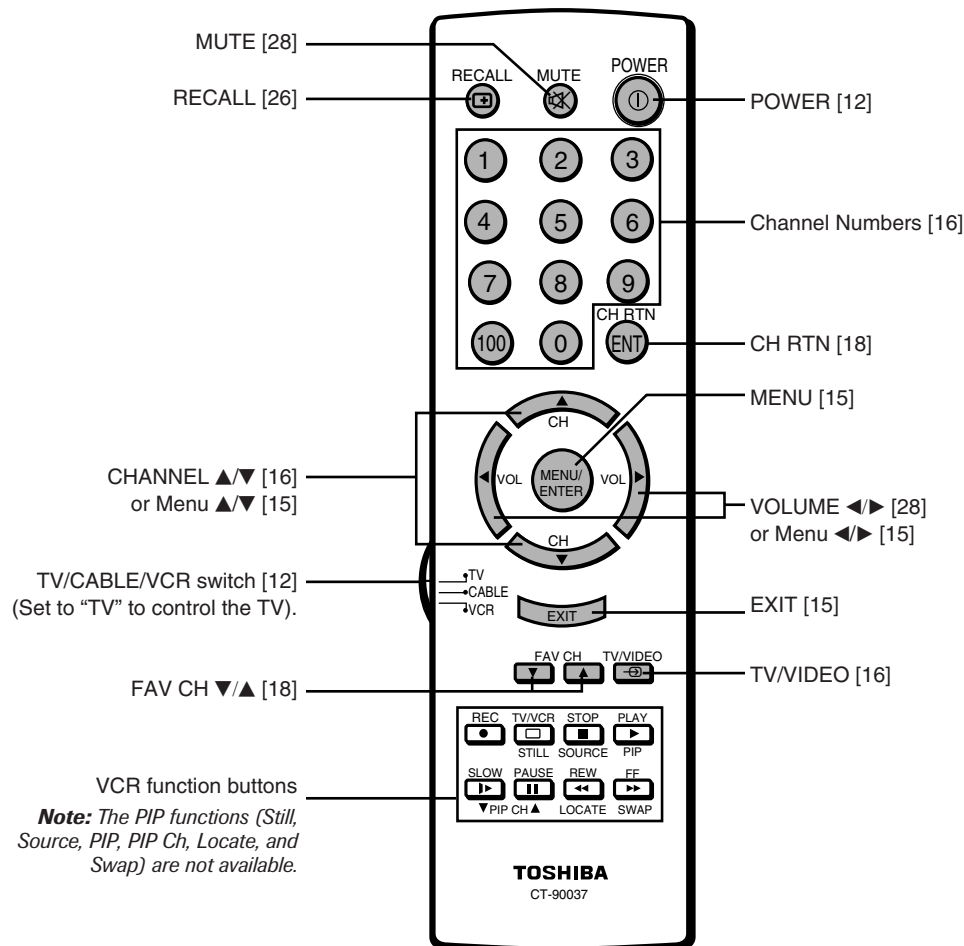 MUTE [28]
RECALL [26]
POWER [12]
Channel Numbers [16]
CH RTN [18]
MENU [15]
CHANNEL ▲/▼ [16]
or Menu ▲/▼ [15]
VOLUME ◀/▶ [28]
or Menu ◀/▶ [15]
TV/CABLE/VCR switch [12]
(Set to “TV” to control the TV).
EXIT [15]
FAV CH ▼/▲ [18]
TV/VIDEO [16]
VCR function buttons
Note: The PIP functions (Still,
Source, PIP, PIP Ch, Locate, and
Swap) are not available.
RECALL MUTE POWER
1 2 3
4 5 6
7 8 9
CH RTN
100 0 ENT
▲
CH
◀ VOL MENU/
ENTER VOL ▶
CH
▼
TV
CABLE
VCR
EXIT
FAV CH TV/VIDEO
▼ ▲
REC TV/VCR STOP PLAY
STILL SOURCE PIP
SLOW PAUSE REW FF
▼PIP CH▲ LOCATE SWAP
TOSHIBA
CT-90037